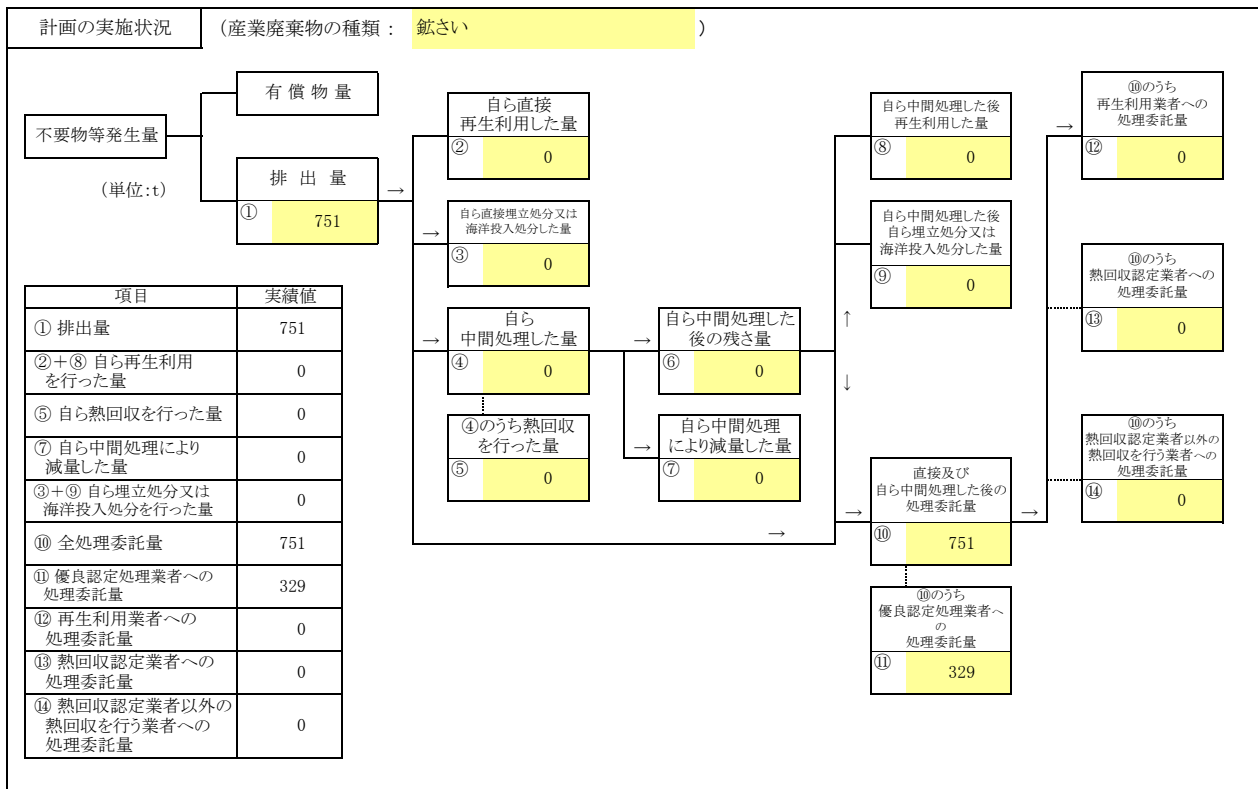 計画の実施状況
(産業廃棄物の種類： 鉱さい )
不要物等発生量
(単位:t)
有 償 物 量
排 出 量
→
① 751
自ら直接
再生利用した量
② 0
→
自ら直接埋立処分又は
海洋投入処分した量
③ 0
→
自ら
中間処理した量
④ 0
④のうち熱回収
を行った量
⑤ 0
→
自ら中間処理した
後の残さ量
⑥ 0
→
自ら中間処理
により減量した量
⑦ 0
→
↑
↓
自ら中間処理した後
再生利用した量
⑧ 0
自ら中間処理した後
自ら埋立処分又は
海洋投入処分した量
⑨ 0
→
直接及び
自ら中間処理した後の
処理委託量
⑩ 751
→
⑩のうち
優良認定処理業者へ
の
処理委託量
⑪ 329
→
⑩のうち
再生利用業者への
処理委託量
⑫ 0
⑩のうち
熱回収認定業者への
処理委託量
⑬ 0
⑩のうち
熱回収認定業者以外の
熱回収を行う業者への
処理委託量
⑭ 0
項目 実績値
① 排出量 751
②＋⑧ 自ら再生利用
を行った量 0
⑤ 自ら熱回収を行った量 0
⑦ 自ら中間処理により
減量した量 0
③＋⑨ 自ら埋立処分又は
海洋投入処分を行った量 0
⑩ 全処理委託量 751
⑪ 優良認定処理業者への
処理委託量 329
⑫ 再生利用業者への
処理委託量 0
⑬ 熱回収認定業者への
処理委託量 0
⑭ 熱回収認定業者以外の
熱回収を行う業者への
処理委託量 0